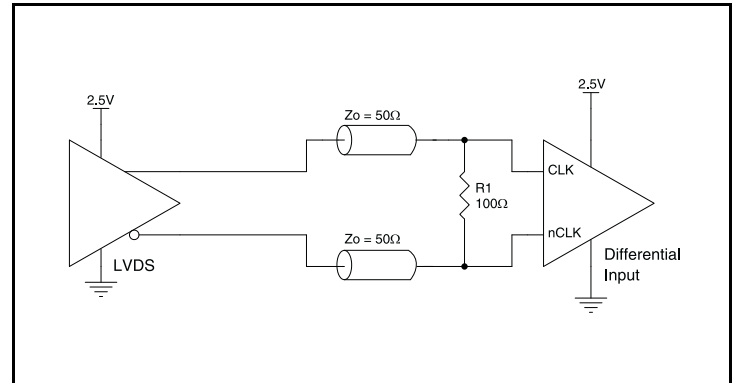 2.5V
2.5V
Zo = 50Ω
CLK
R1
100Ω
Zo = 50Ω
nCLK
LVDS
Differential
Input